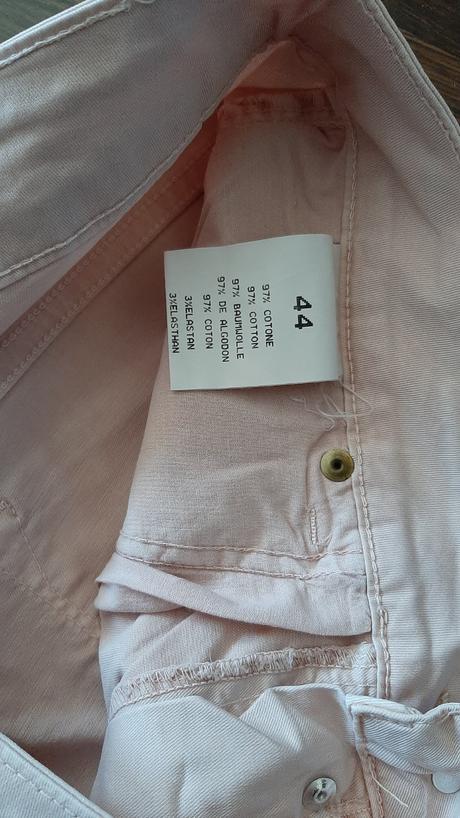 44
97% COTONE
97% COTTON
97% BAUMWOLLE
97% DE ALGODON
97% COTON
3%ELASTAN
3%ELASTHAN